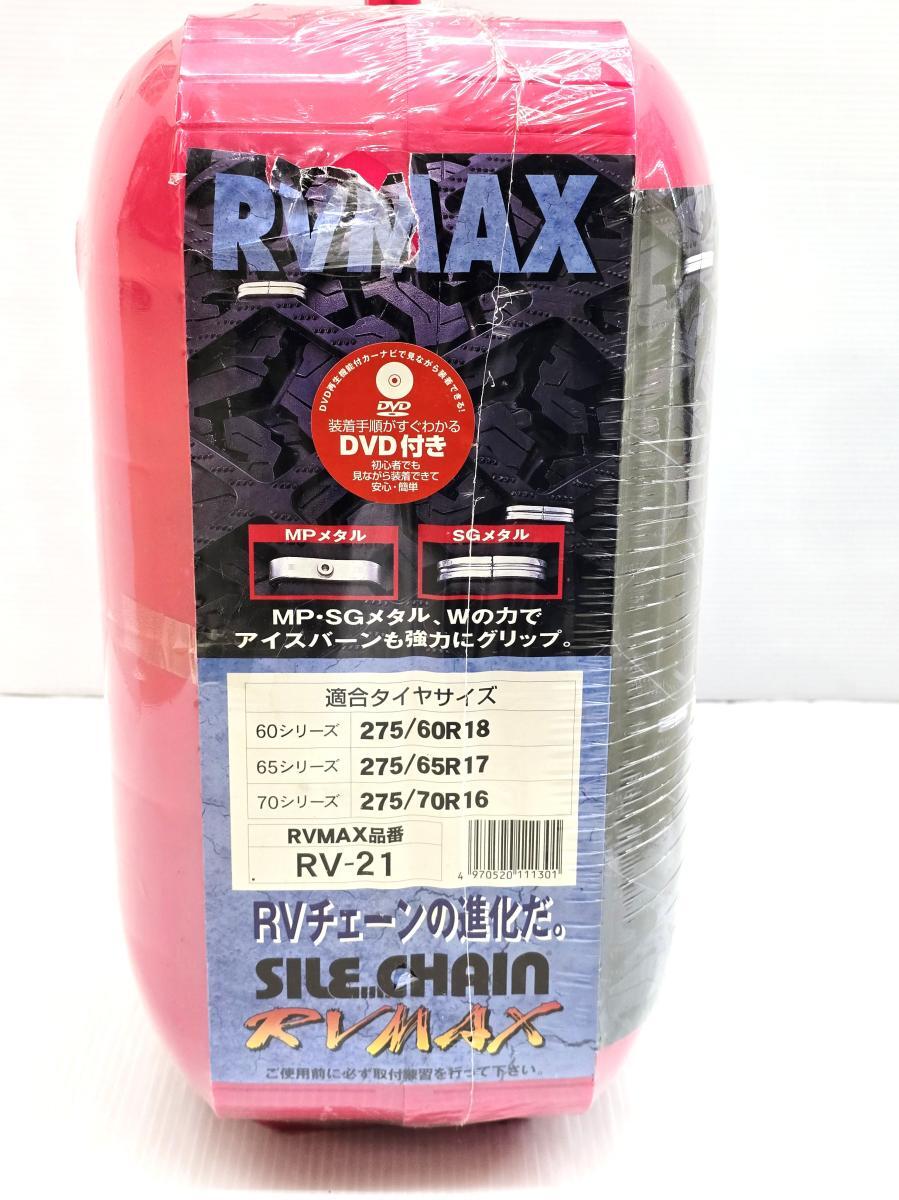 RVMAX
DVD再生機能付カーナビで見ながら装着できる!
DVD
装着手順がすぐわかる
DVD付き
初心者でも
見ながら装着できて
安心・簡単
MPメタル
SGメタル
MP・SGメタル、Wの力で
アイスバーンも強力にグリップ。
適合タイヤサイズ
60シリーズ 275/60R18
65シリーズ 275/65R17
70シリーズ 275/70R16
RVMAX品番
RV-21
4 970520 111301
RVチェーンの進化だ。
SILE...CHAIN
RVMAX
ご使用前に必ず取付練習を行って下さい。